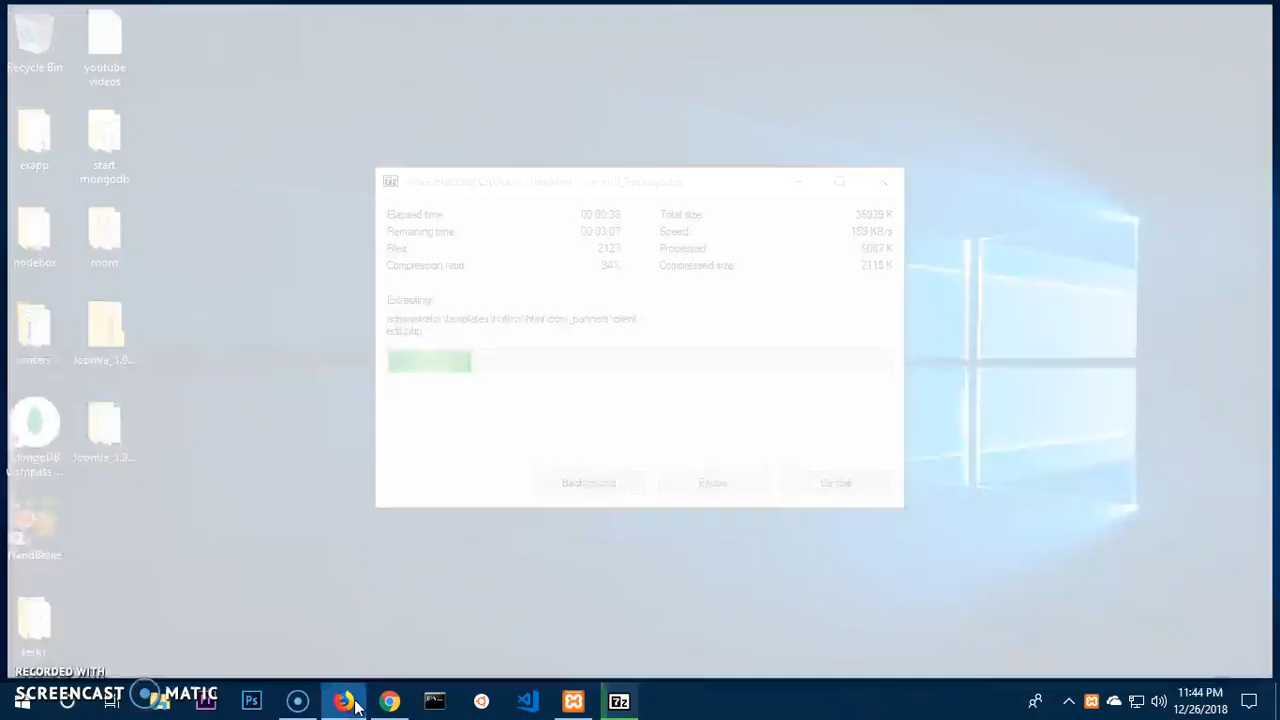 Recycle Bin
youtube
videos
exapp
start
mongodb
nodebox
room
writers
Joomla_3.9...
MongoDB
Compass ...
Joomla_3.9...
HandBrake
Elapsed time:
00:00:38
Total size:
35939 K
Remaining time:
00:03:07
Speed:
159 KB/s
Files:
2123
Processed:
Compression ratio:
34%
Compressed size:
Extracting
administrator\templates\hathor\html\com_banners\client
edit.php
Background
Pause
Cancel
RECORDED WITH
SCREENCAST MATIC
Ps
7z
11:44 PM
12/26/2018